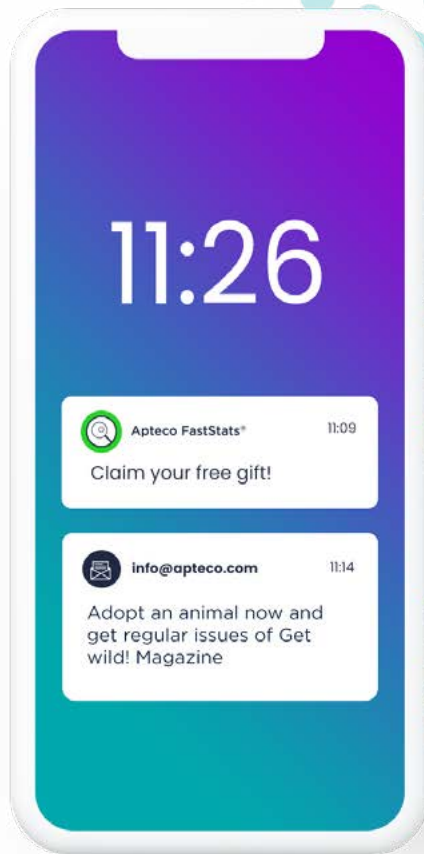 11:26
Apteco FastStats® 11:09
Claim your free gift!
info@apteco.com 11:14
Adopt an animal now and
get regular issues of Get
wild! Magazine